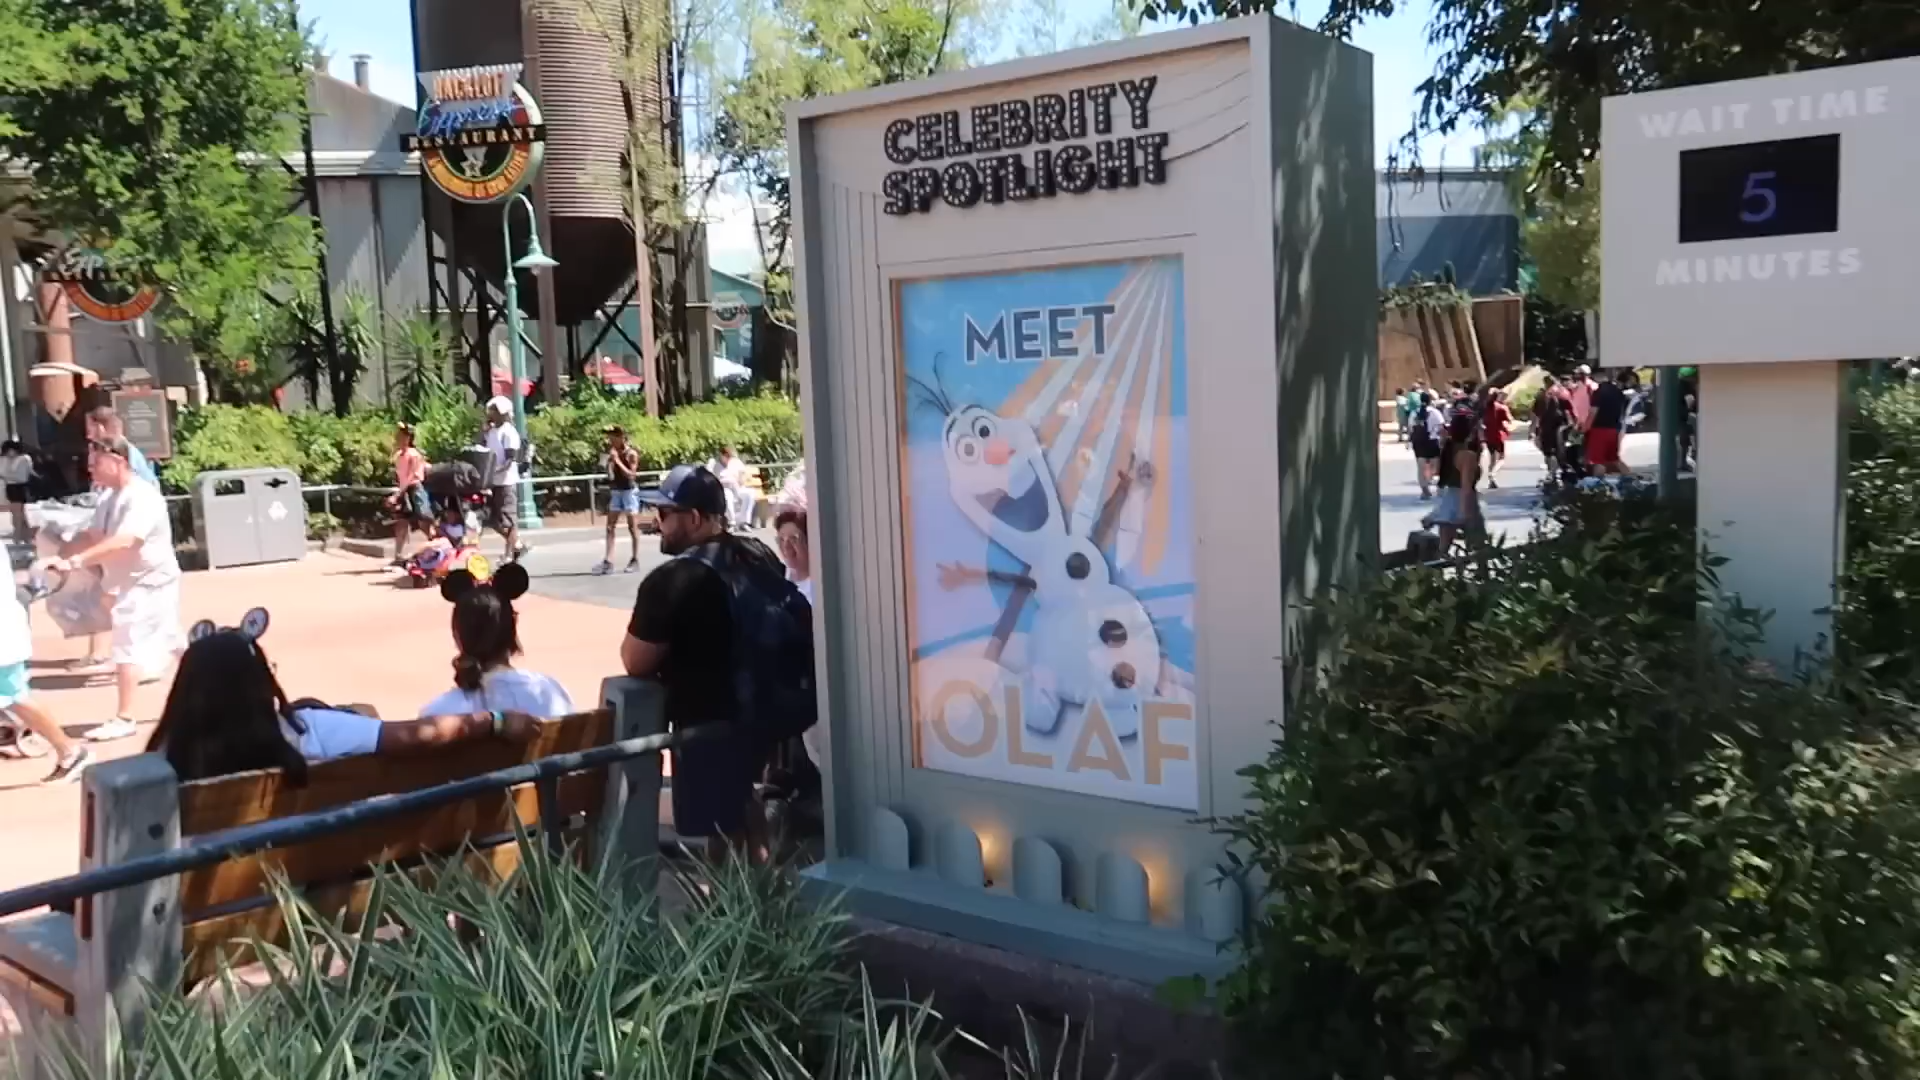 BACKLOT
Express
RESTAURANT
CELEBRITY
SPOTLIGHT
MEET
OLAF
WAIT TIME
5
MINUTES